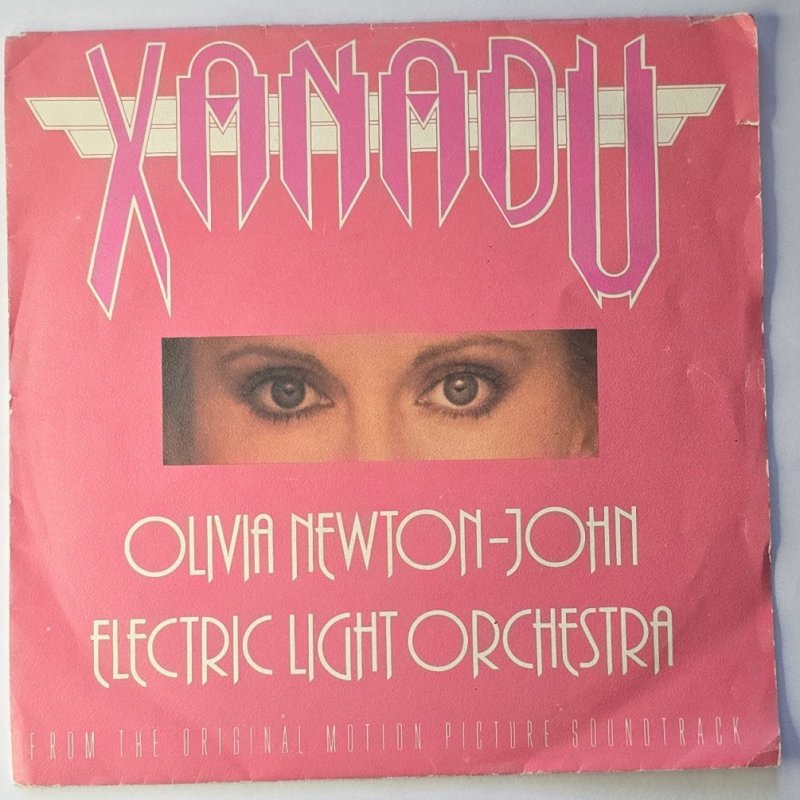 XANADU
OLIVIA NEWTON-JOHN
ELECTRIC LIGHT ORCHESTRA
FROM THE ORIGINAL MOTION PICTURE SOUNDTRACK